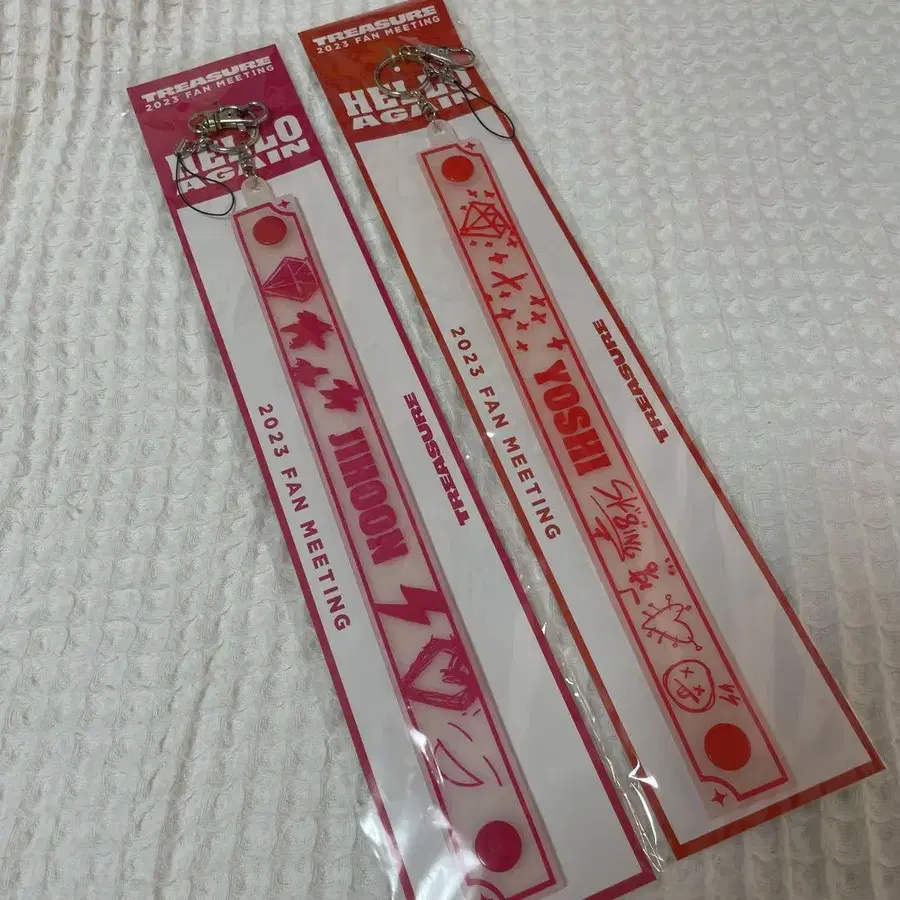 TREASURE
2023 FAN MEETING
HELLO
AGAIN
JIHOON
2023 FAN MEETING
TREASURE
TREASURE
2023 FAN MEETING
HELLO
AGAIN
YOSHI
2023 FAN MEETING
TREASURE